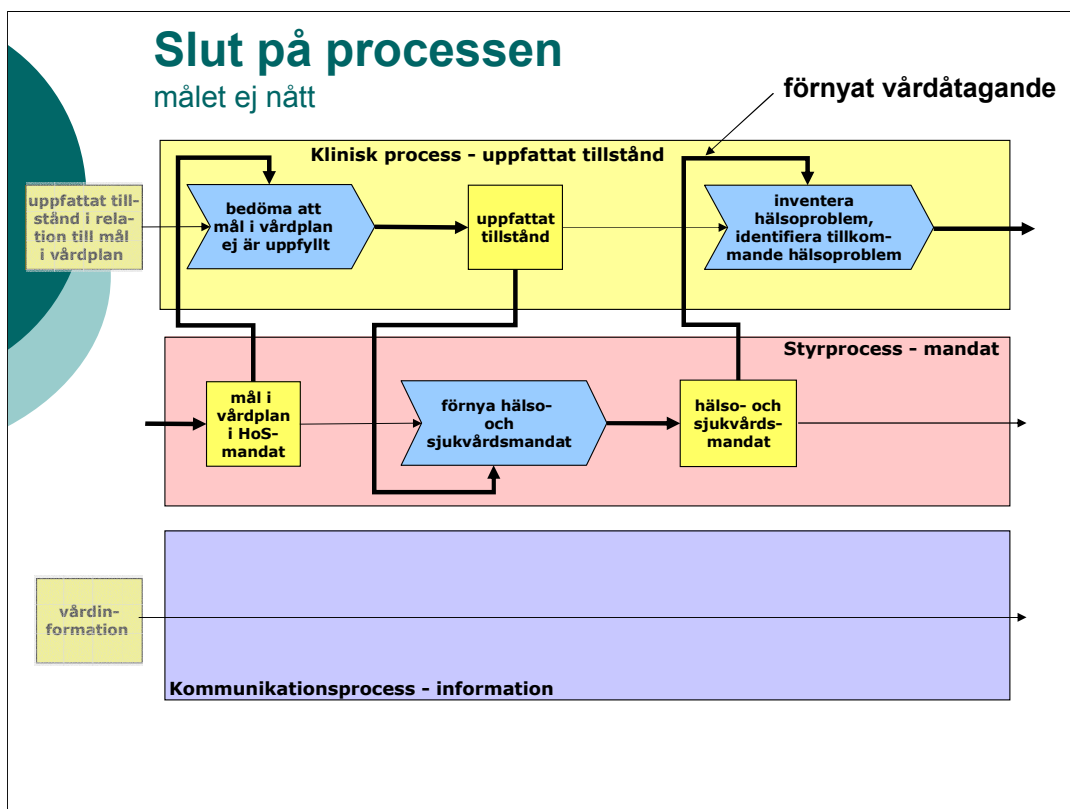 Slut på processen
målet ej nått
förnyat vårdåtagande
Klinisk process - uppfattat tillstånd
uppfattat till-
stånd i rela-
tion till mål
i vårdplan
bedöma att
mål i vårdplan
ej är uppfyllt
uppfattat
tillstånd
inventera
hälsoproblem,
identifiera tillkom-
mande hälsoproblem
Styrprocess - mandat
mål i
vårdplan
i HoS-
mandat
förnya hälso-
och
sjukvårdsmandat
hälso- och
sjukvårds-
mandat
vårdin-
formation
Kommunikationsprocess - information